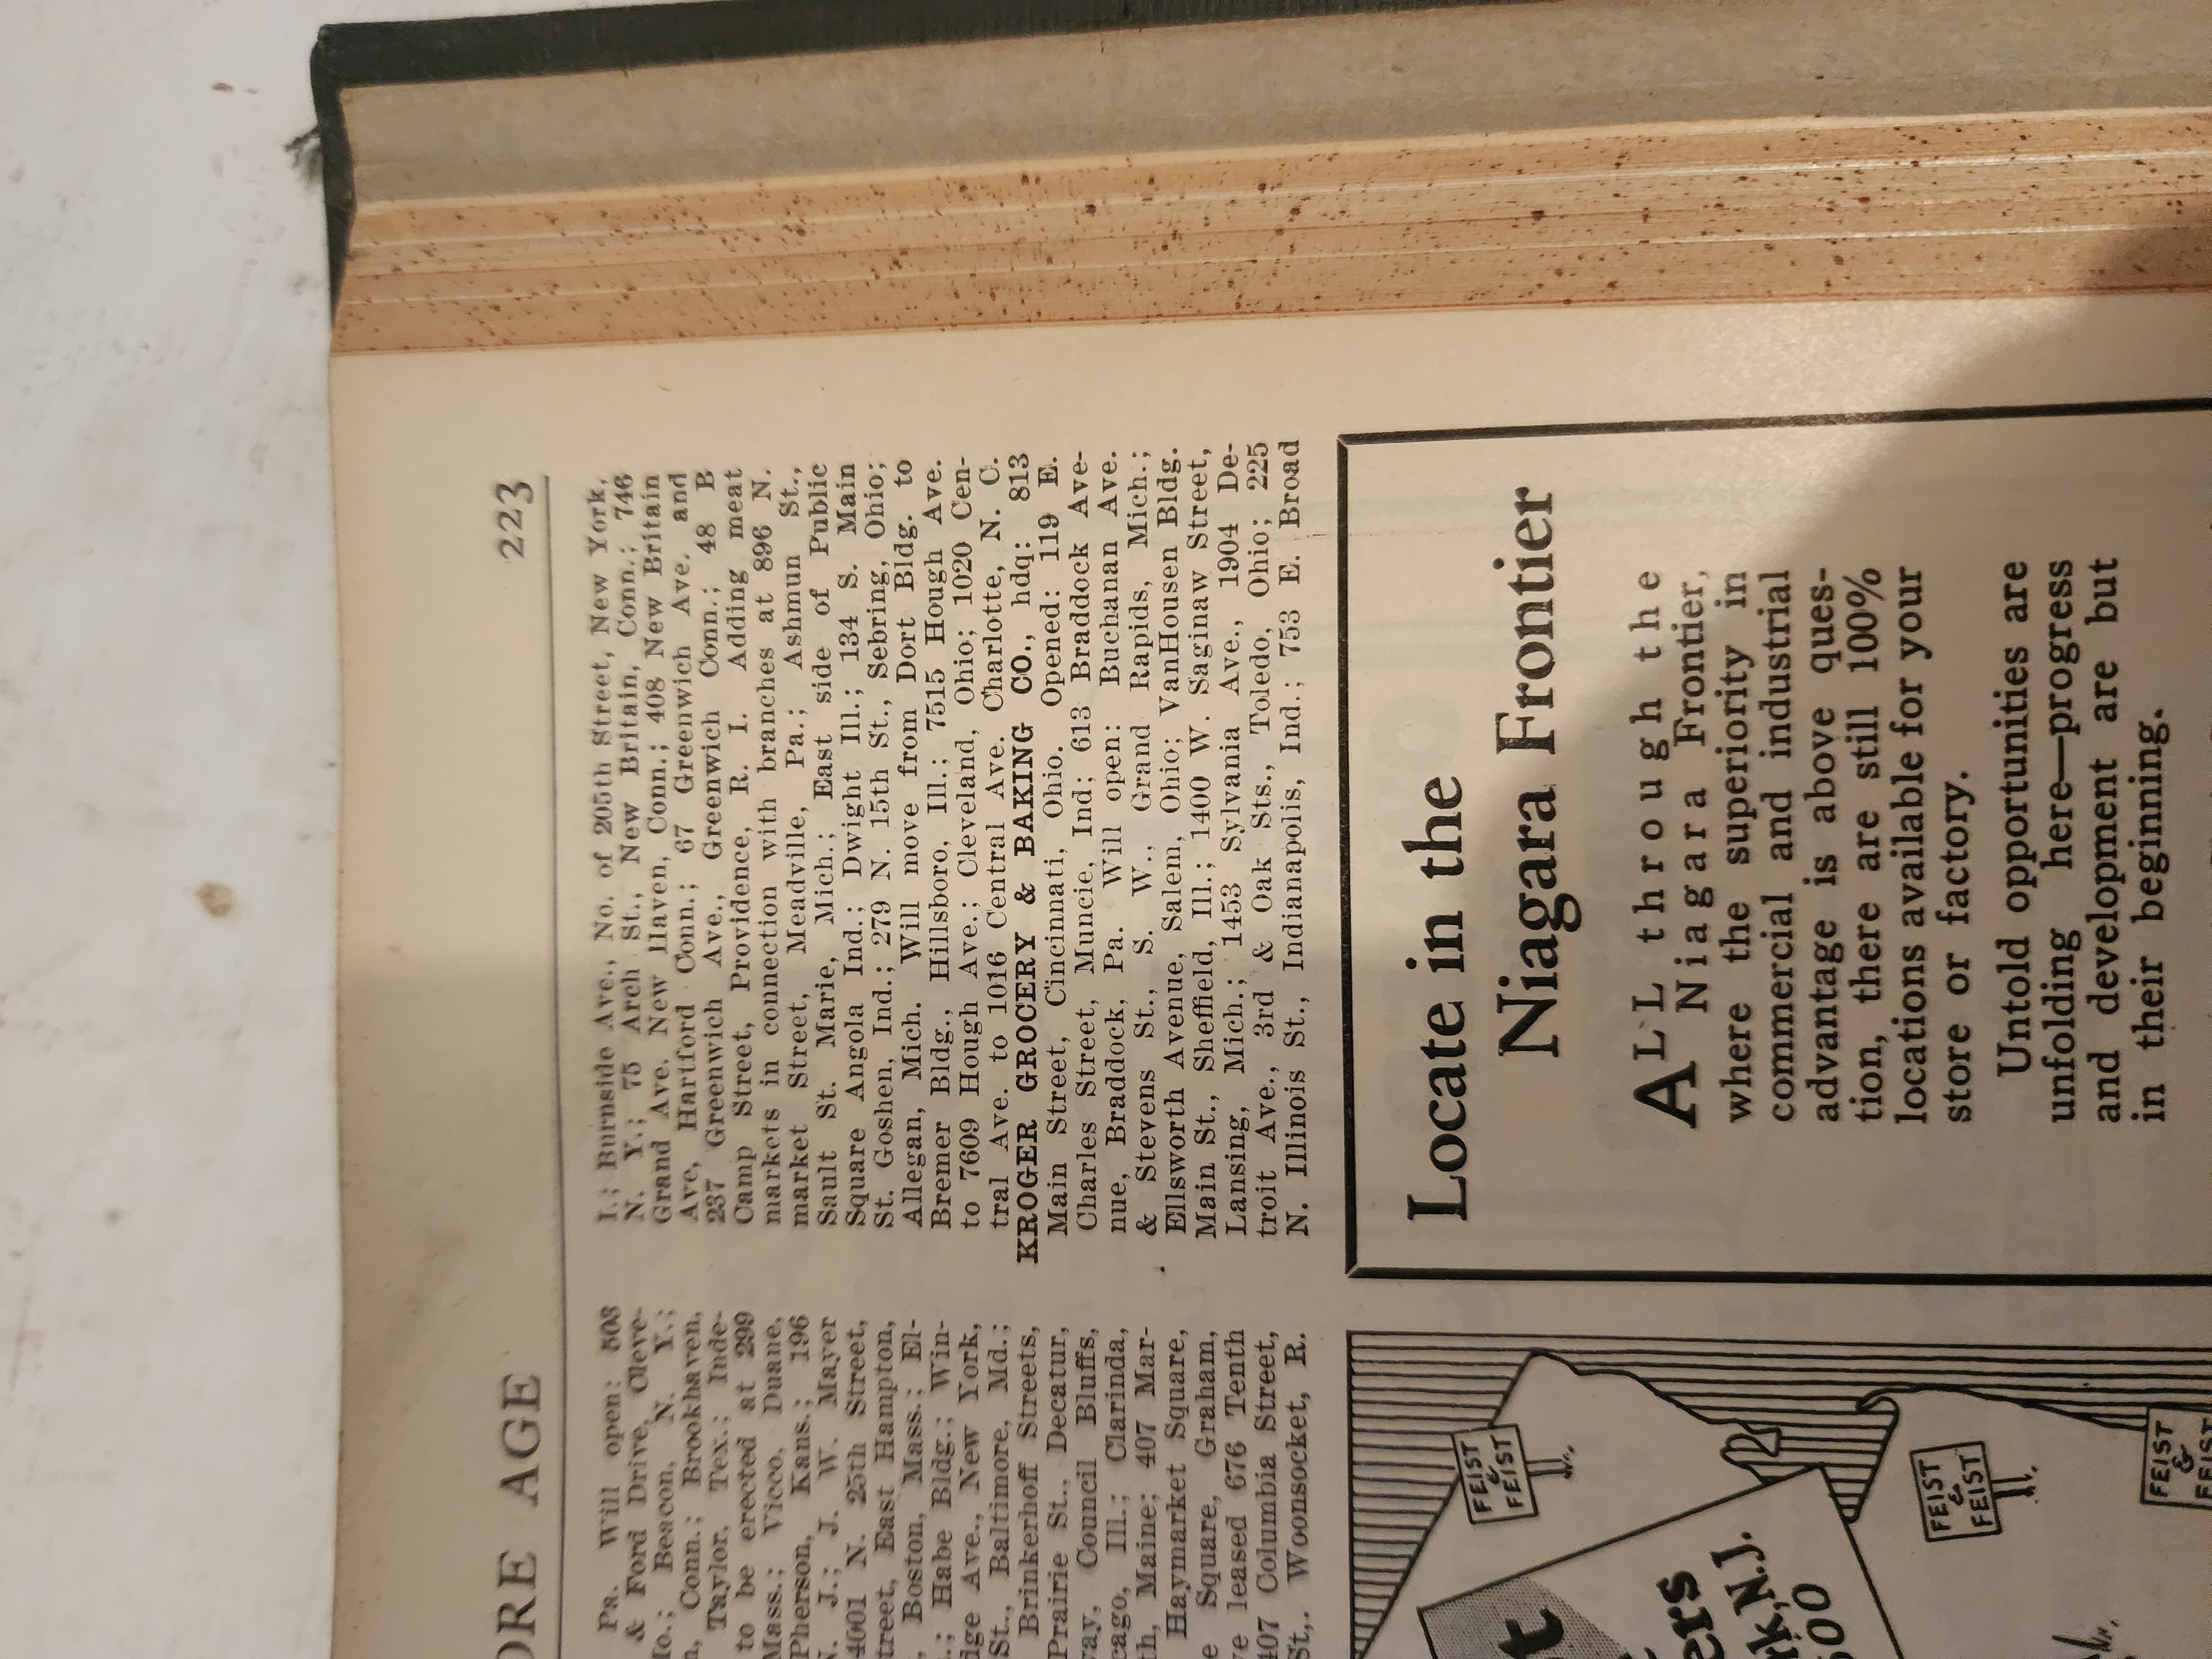 ORE AGE
223
Pa. Will open: 503
& Ford Drive, Cleve-
Mo.; Beacon, N. Y.;
n, Conn.; Brookhaven,
Taylor, Tex.; Inde-
to be erected at 299
Mass.; Vicco, Duane,
Pherson, Kans.; 196
N. J.; J. W. Mayer
4001 N. 25th Street,
treet, East Hampton,
, Boston, Mass.; El-
.; Habe Bldg.; Win-
idge Ave., New York,
St., Baltimore, Md.;
Brinkerhoff Streets,
Prairie St., Decatur,
way, Council Bluffs,
cago, Ill.; Clarinda,
th, Maine; 407 Mar-
Haymarket Square,
e Square, Graham,
ve leased 676 Tenth
407 Columbia Street,
St,. Woonsocket, R.
I.; Burnside Ave., No. of 205th Street, New York,
N. Y.; 75 Arch St., New Britain, Conn.; 746
Grand Ave. New Haven, Conn.; 408 New Britain
Ave, Hartford Conn.; 67 Greenwich Ave. and
237 Greenwich Ave., Greenwich Conn.; 48 B
Camp Street, Providence, R. I. Adding meat
markets in connection with branches at 896 N.
market Street, Meadville, Pa.; Ashmun St.,
Sault St. Marie, Mich.; East side of Public
Square Angola Ind.; Dwight Ill.; 134 S. Main
St. Goshen, Ind.; 279 N. 15th St., Sebring, Ohio;
Allegan, Mich. Will move from Dort Bldg. to
Bremer Bldg., Hillsboro, Ill.; 7515 Hough Ave.
to 7609 Hough Ave.; Cleveland, Ohio; 1020 Cen-
tral Ave. to 1016 Central Ave. Charlotte, N. C.
KROGER GROCERY & BAKING CO., hdq: 813
Main Street, Cincinnati, Ohio. Opened: 119 E.
Charles Street, Muncie, Ind; 613 Braddock Ave-
nue, Braddock, Pa. Will open: Buchanan Ave.
& Stevens St., S. W., Grand Rapids, Mich.;
Ellsworth Avenue, Salem, Ohio; VanHousen Bldg.
Main St., Sheffield, Ill.; 1400 W. Saginaw Street,
Lansing, Mich.; 1453 Sylvania Ave., 1904 De-
troit Ave., 3rd & Oak Sts., Toledo, Ohio; 225
N. Illinois St., Indianapolis, Ind.; 753 E. Broad
FEIST
&
FEIST
FEIST
&
FEIST
FEIST
&
FEIST
t
ers
rk, N.J.
500
Locate in the
Niagara Frontier
ALL through the
Niagara Frontier,
where the superiority in
commercial and industrial
advantage is above ques-
tion, there are still 100%
locations available for your
store or factory.
Untold opportunities are
unfolding here—progress
and development are but
in their beginning.